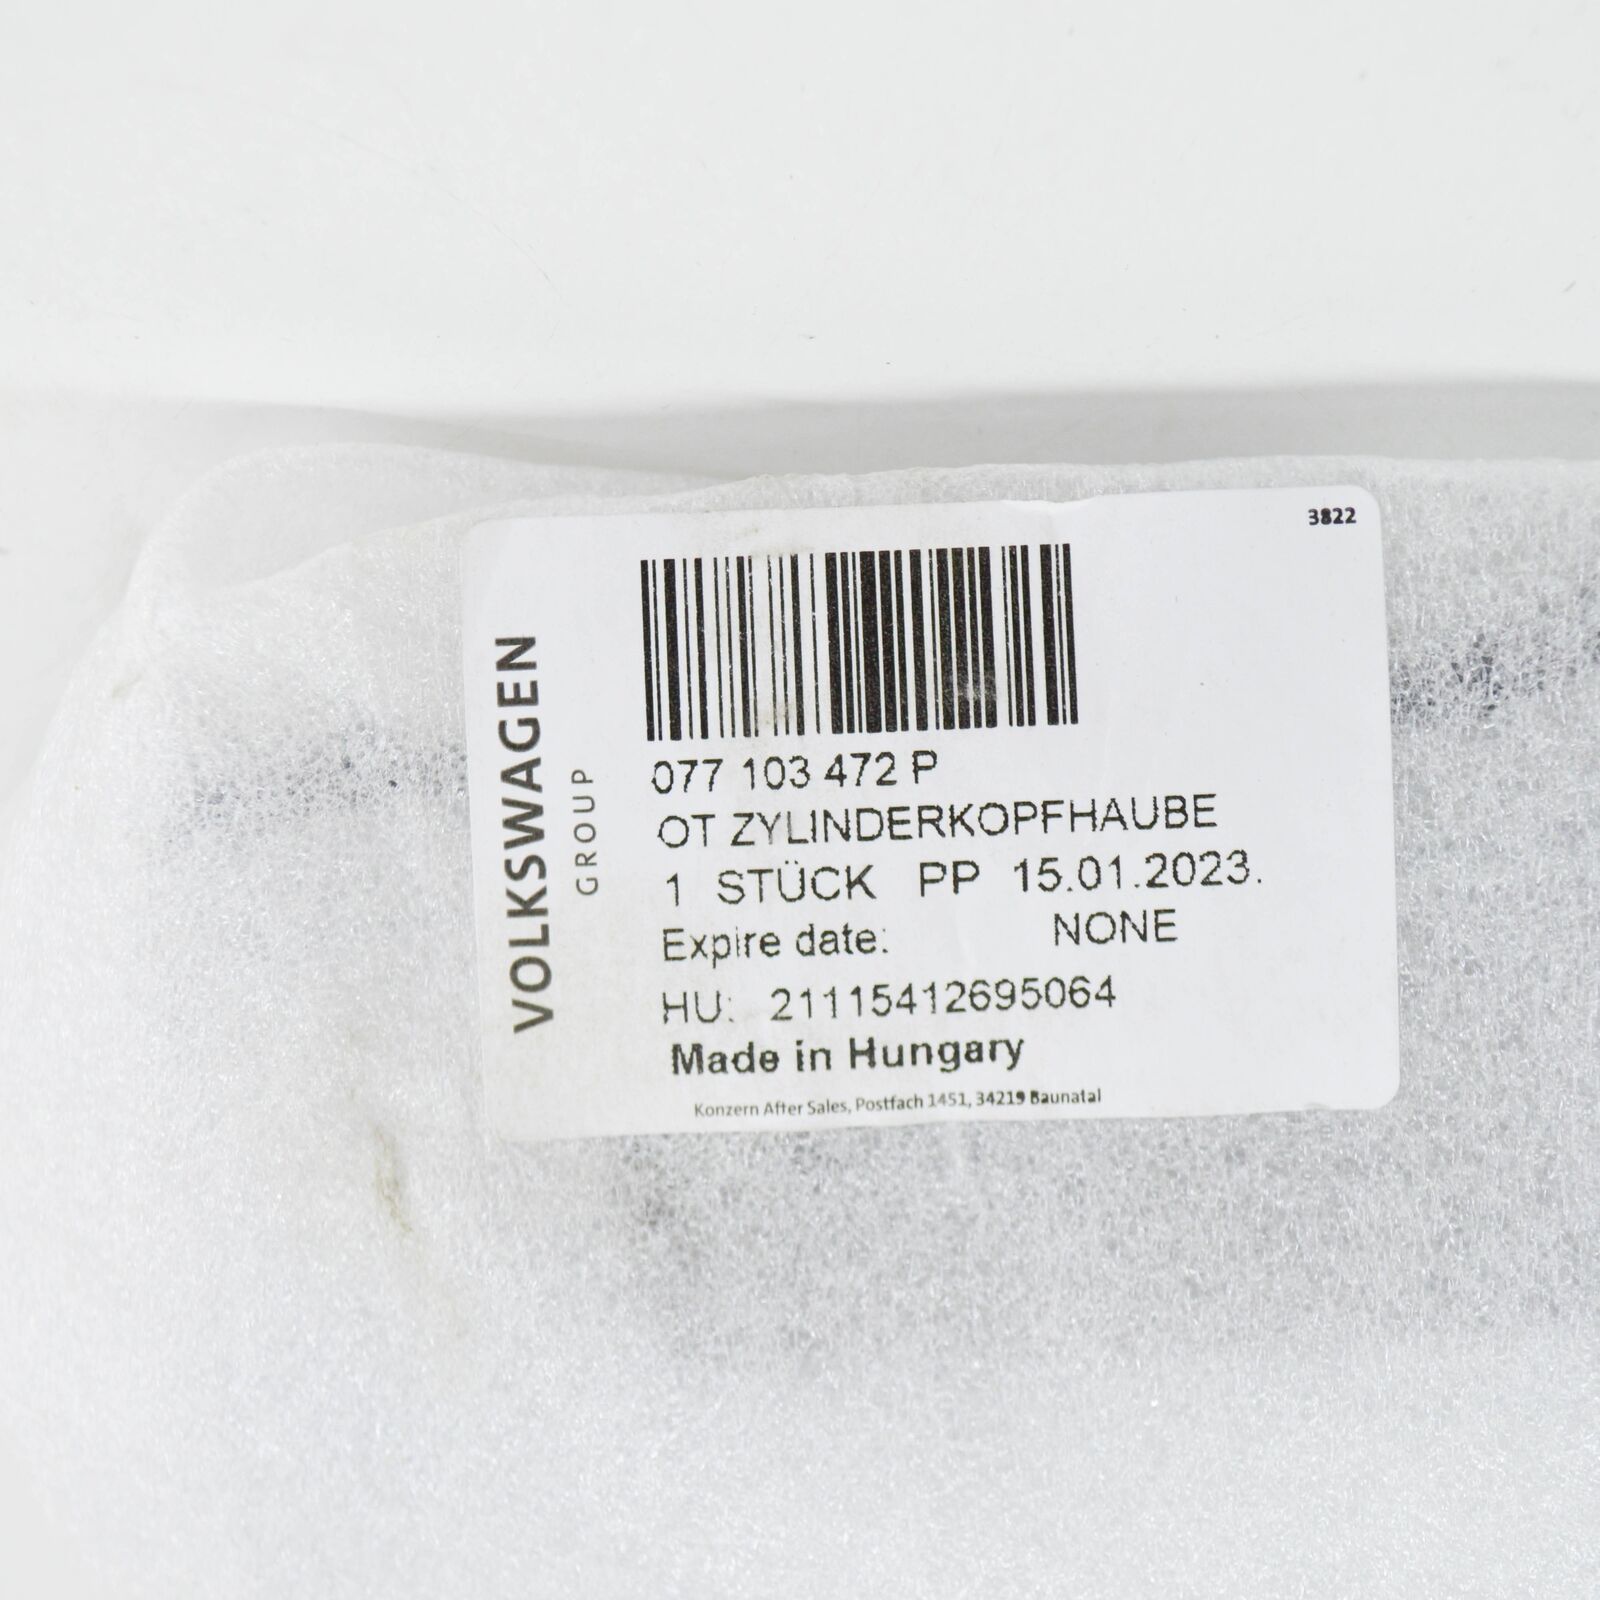 3822
VOLKSWAGEN
GROUP
077 103 472 P
OT ZYLINDERKOPFHAUBE
1 STÜCK PP 15.01.2023.
Expire date: NONE
HU: 21115412695064
Made in Hungary
Konzern After Sales, Postfach 1451, 34219 Baunatal